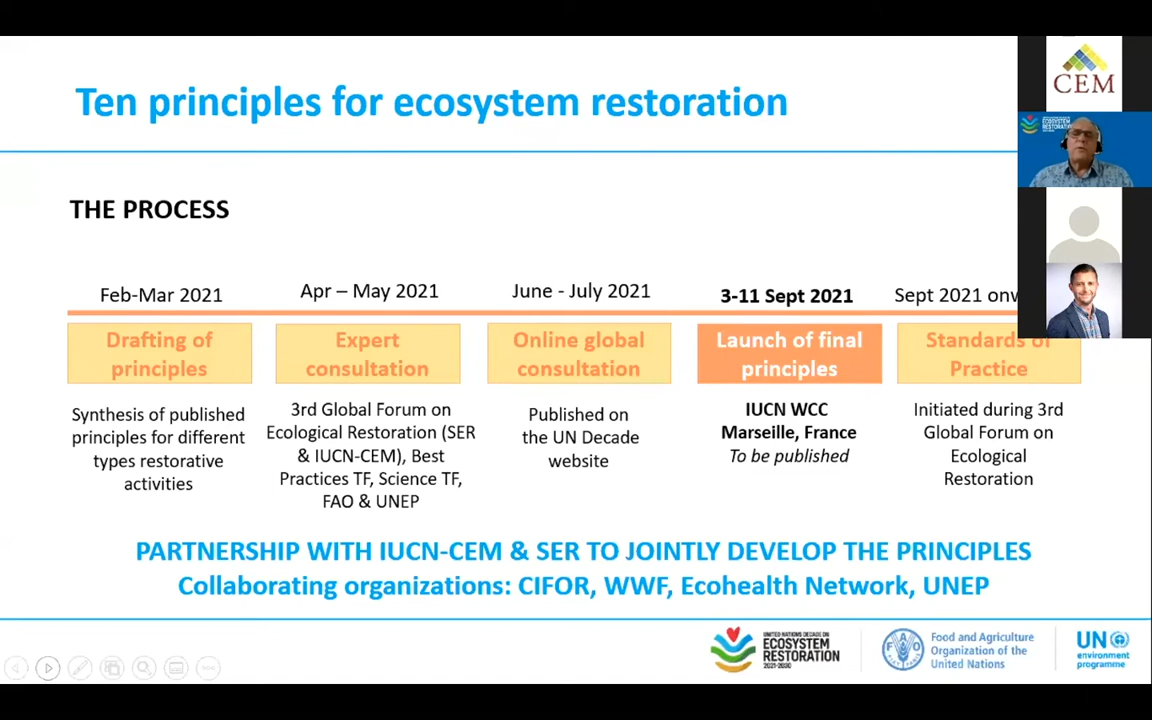 Ten principles for ecosystem restoration
CEM
ECOSYSTEM
THE PROCESS
Feb-Mar 2021
Apr – May 2021
June - July 2021
3-11 Sept 2021
Sept 2021
Drafting of
principles
Expert
consultation
Online global
consultation
Launch of final
principles
Standards of
Practice
Synthesis of published
principles for different
types restorative
activities
3rd Global Forum on
Ecological Restoration (SER
& IUCN-CEM), Best
Practices TF, Science TF,
FAO & UNEP
Published on
the UN Decade
website
IUCN WCC
Marseille, France
To be published
Initiated during 3rd
Global Forum on
Ecological
Restoration
PARTNERSHIP WITH IUCN-CEM & SER TO JOINTLY DEVELOP THE PRINCIPLES
Collaborating organizations: CIFOR, WWF, Ecohealth Network, UNEP
UNITED NATIONS DECADE ON
ECOSYSTEM
RESTORATION
2021-2030
FAO
Food and Agriculture
Organization of the
United Nations
UN
environment
programme